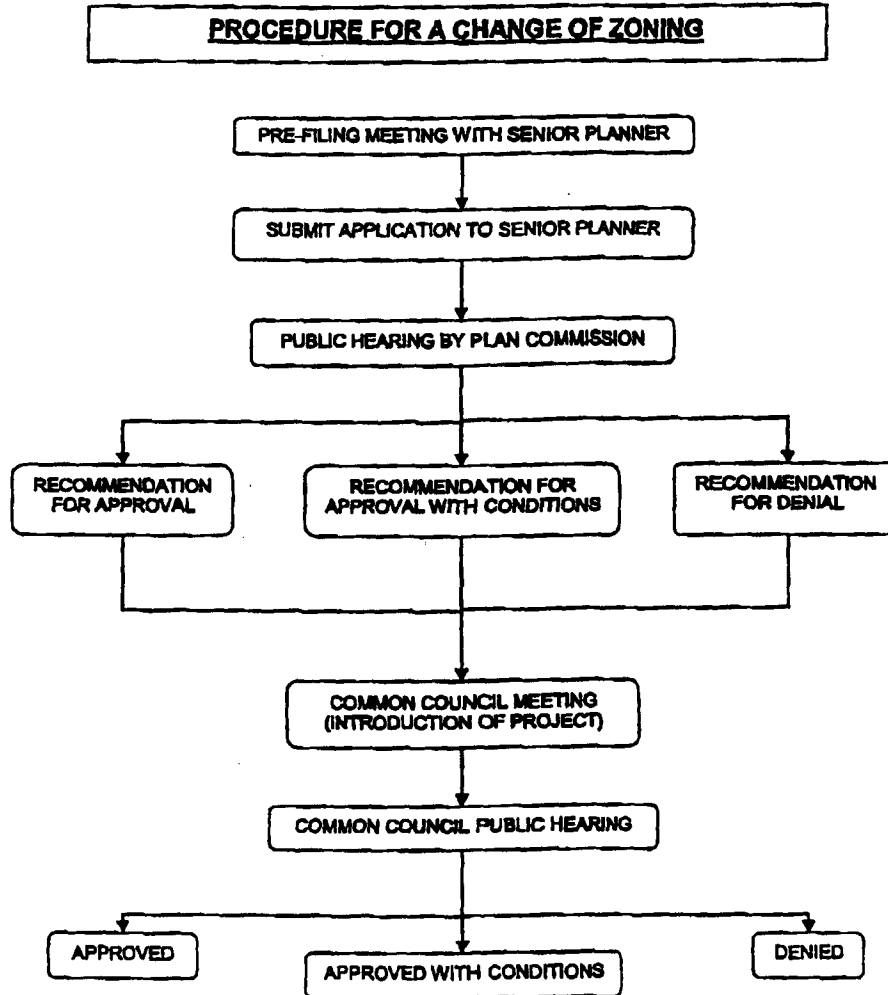 PROCEDURE FOR A CHANGE OF ZONING
PRE-FILING MEETING WITH SENIOR PLANNER
SUBMIT APPLICATION TO SENIOR PLANNER
PUBLIC HEARING BY PLAN COMMISSION
RECOMMENDATION
FOR APPROVAL
RECOMMENDATION FOR
APPROVAL WITH CONDITIONS
RECOMMENDATION
FOR DENIAL
COMMON COUNCIL MEETING
(INTRODUCTION OF PROJECT)
COMMON COUNCIL PUBLIC HEARING
APPROVED
APPROVED WITH CONDITIONS
DENIED